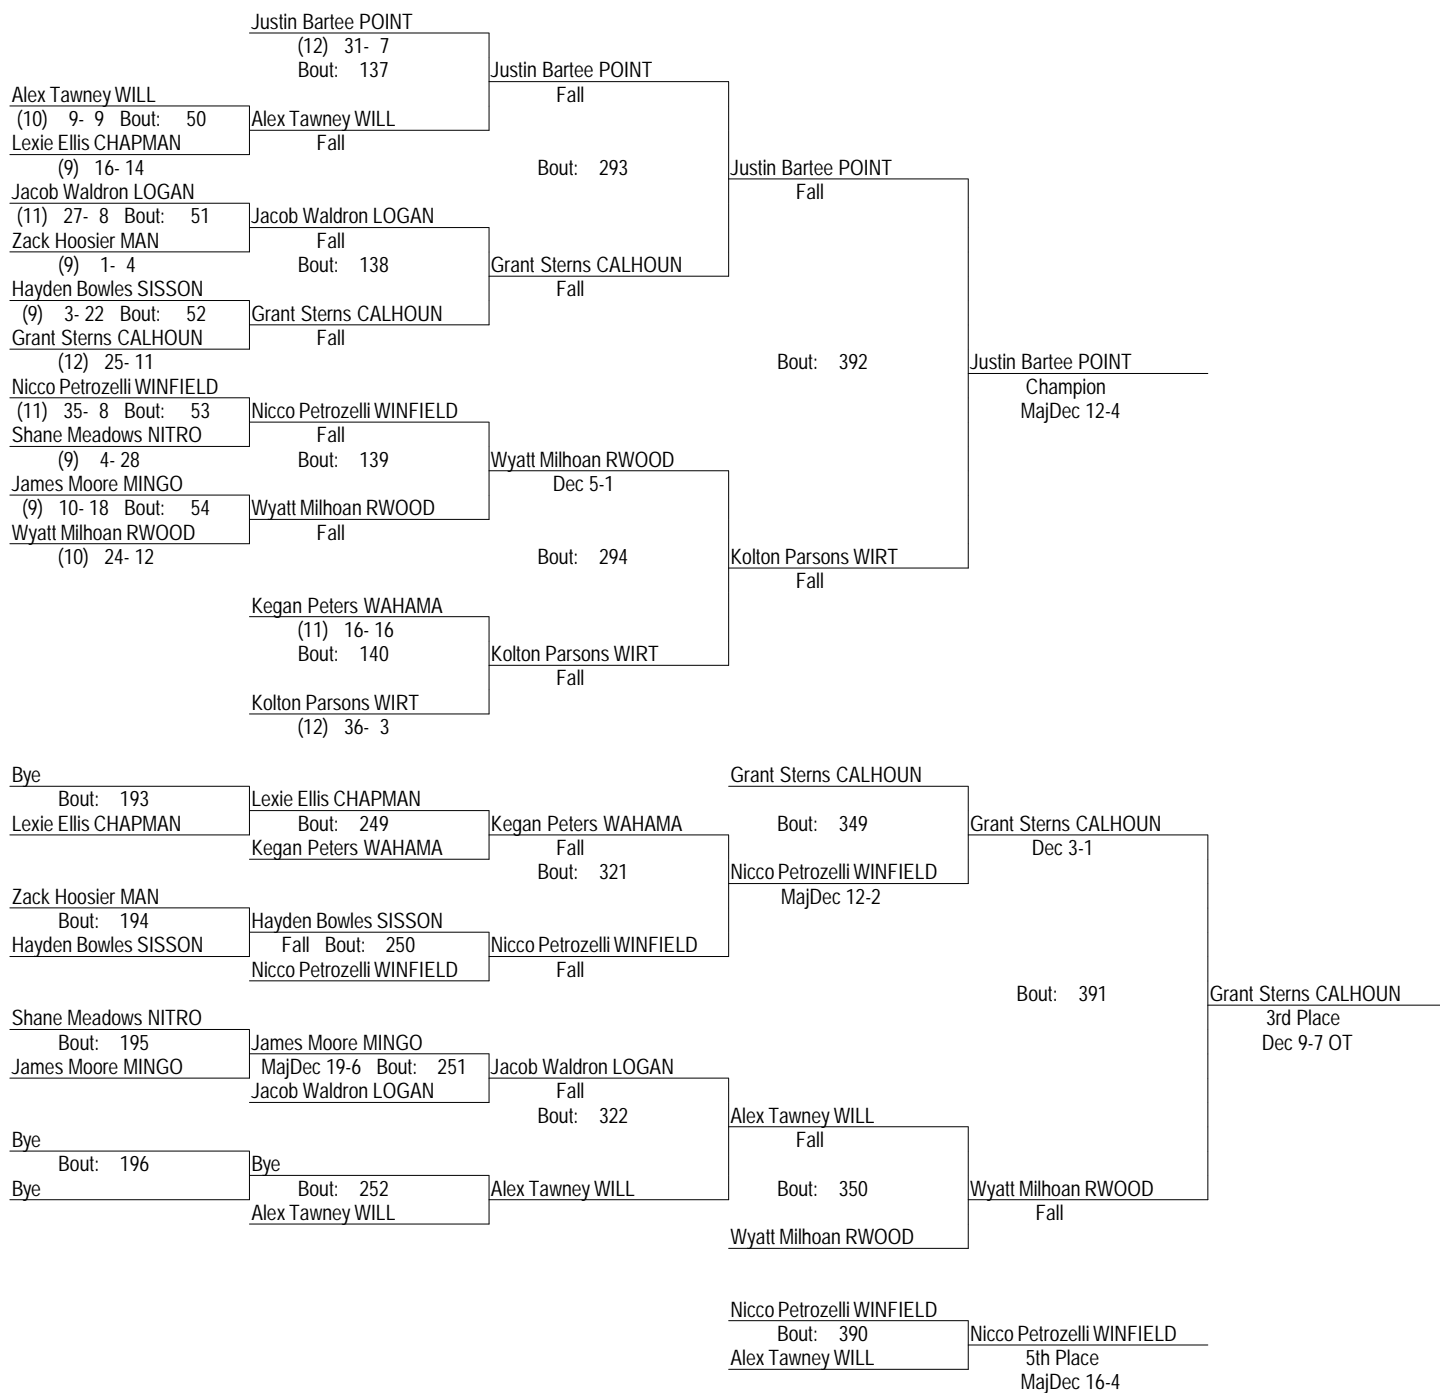 Justin Bartee POINT
(12) 31- 7
Bout: 137
Justin Bartee POINT
Fall
Alex Tawney WILL
(10) 9- 9 Bout: 50
Alex Tawney WILL
Fall
Lexie Ellis CHAPMAN
(9) 16- 14
Bout: 293
Justin Bartee POINT
Fall
Jacob Waldron LOGAN
(11) 27- 8 Bout: 51
Jacob Waldron LOGAN
Fall
Zack Hoosier MAN
(9) 1- 4
Bout: 138
Grant Sterns CALHOUN
Fall
Hayden Bowles SISSON
(9) 3- 22 Bout: 52
Grant Sterns CALHOUN
Fall
Grant Sterns CALHOUN
(12) 25- 11
Bout: 392
Justin Bartee POINT
Champion
MajDec 12-4
Nicco Petrozelli WINFIELD
(11) 35- 8 Bout: 53
Nicco Petrozelli WINFIELD
Fall
Shane Meadows NITRO
(9) 4- 28
Bout: 139
Wyatt Milhoan RWOOD
Dec 5-1
James Moore MINGO
(9) 10- 18 Bout: 54
Wyatt Milhoan RWOOD
Fall
Wyatt Milhoan RWOOD
(10) 24- 12
Bout: 294
Kolton Parsons WIRT
Fall
Kegan Peters WAHAMA
(11) 16- 16
Bout: 140
Kolton Parsons WIRT
Fall
Kolton Parsons WIRT
(12) 36- 3
Bye
Bout: 193
Lexie Ellis CHAPMAN
Lexie Ellis CHAPMAN
Bout: 249
Kegan Peters WAHAMA
Kegan Peters WAHAMA
Fall
Bout: 321
Grant Sterns CALHOUN
Bout: 349
Grant Sterns CALHOUN
Dec 3-1
Nicco Petrozelli WINFIELD
MajDec 12-2
Zack Hoosier MAN
Bout: 194
Hayden Bowles SISSON
Hayden Bowles SISSON
Fall Bout: 250
Nicco Petrozelli WINFIELD
Nicco Petrozelli WINFIELD
Fall
Bout: 391
Grant Sterns CALHOUN
3rd Place
Dec 9-7 OT
Shane Meadows NITRO
Bout: 195
James Moore MINGO
James Moore MINGO
MajDec 19-6 Bout: 251
Jacob Waldron LOGAN
Jacob Waldron LOGAN
Fall
Bout: 322
Alex Tawney WILL
Fall
Bye
Bout: 196
Bye
Bye
Bout: 252
Alex Tawney WILL
Alex Tawney WILL
Bout: 350
Wyatt Milhoan RWOOD
Fall
Wyatt Milhoan RWOOD
Nicco Petrozelli WINFIELD
Bout: 390
Alex Tawney WILL
Nicco Petrozelli WINFIELD
5th Place
MajDec 16-4